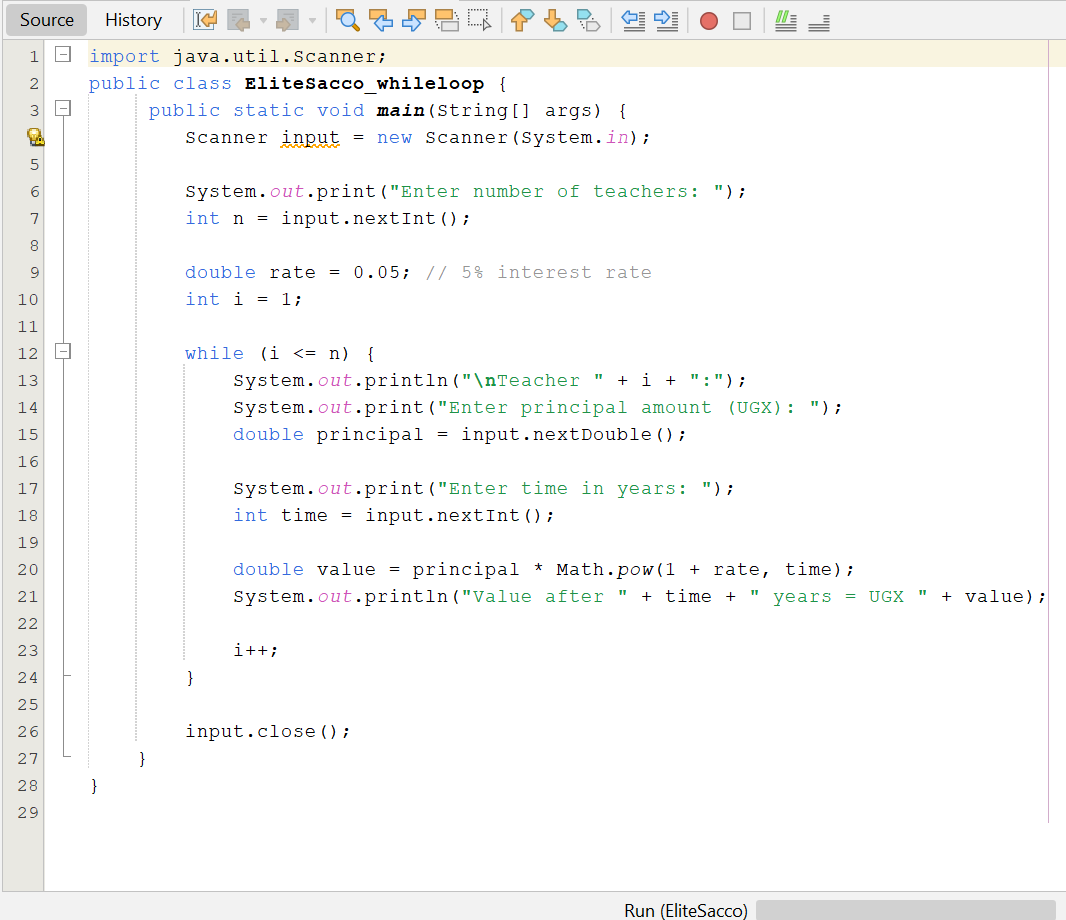 Source History
1 import java.util.Scanner;
2 public class EliteSacco_whileloop {
3 public static void main(String[] args) {
Scanner input = new Scanner(System.in);
5
6 System.out.print("Enter number of teachers: ");
7 int n = input.nextInt();
8
9 double rate = 0.05; // 5% interest rate
10 int i = 1;
11
12 while (i <= n) {
13 System.out.println("\nTeacher " + i + ":");
14 System.out.print("Enter principal amount (UGX): ");
15 double principal = input.nextDouble();
16
17 System.out.print("Enter time in years: ");
18 int time = input.nextInt();
19
20 double value = principal * Math.pow(1 + rate, time);
21 System.out.println("Value after " + time + " years = UGX " + value);
22
23 i++;
24 }
25
26 input.close();
27 }
28 }
29
Run (EliteSacco)